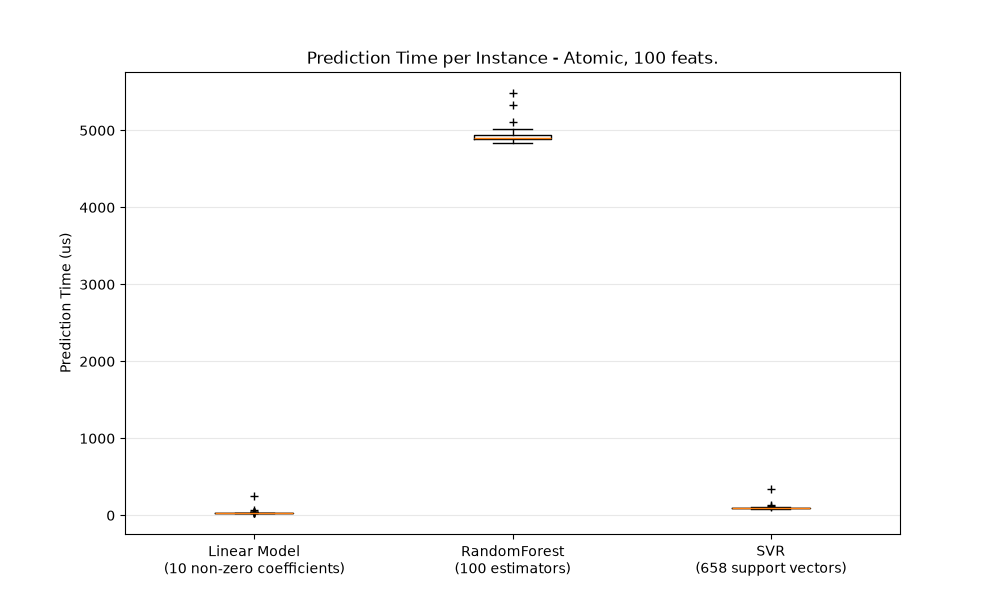 Prediction Time per Instance - Atomic, 100 feats.
Prediction Time (us)
5000
4000
3000
2000
1000
0
Linear Model
(10 non-zero coefficients)
RandomForest
(100 estimators)
SVR
(658 support vectors)